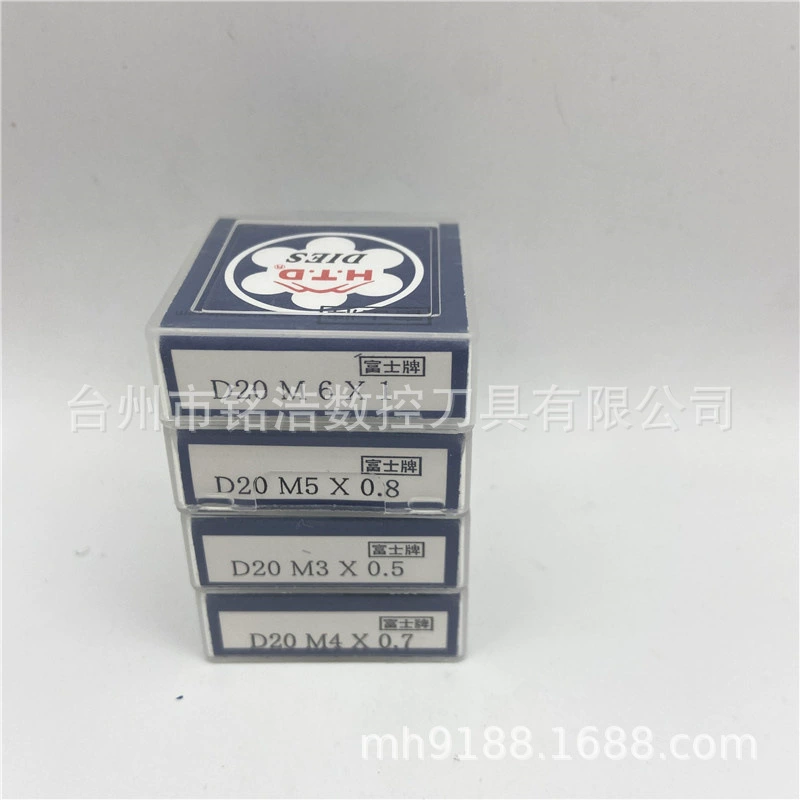 H.T.D®
DIES
富士牌
D20 M 6 X 1
台州市铭浩数控刀具有限公司
富士牌
D20 M5 X 0.8
富士牌
D20 M3 X 0.5
富士牌
D20 M4 X 0.7
mh9188.1688.com